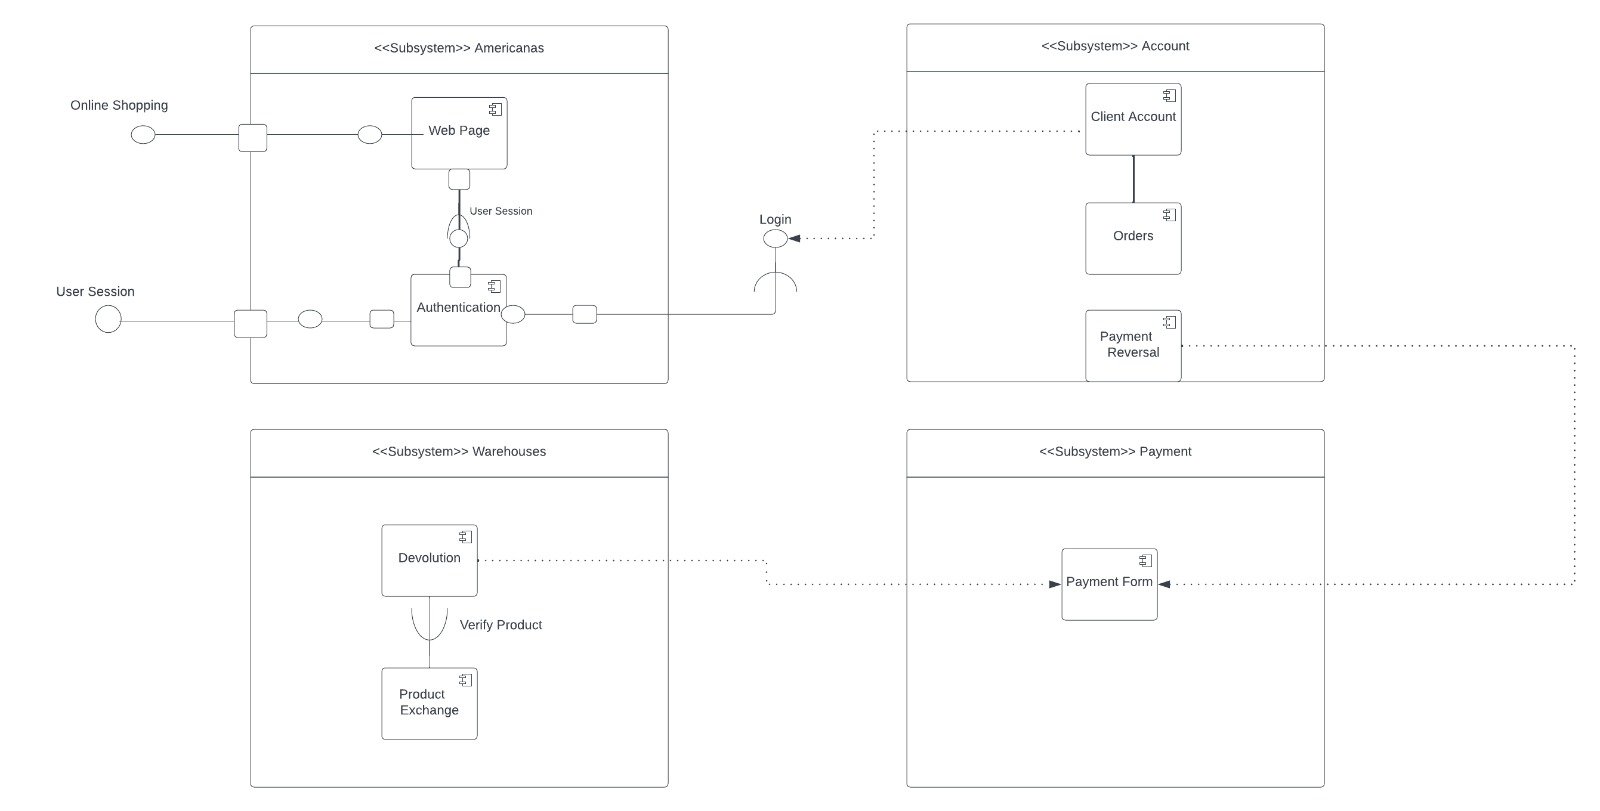 <<Subsystem>> Americanas
Online Shopping
Web Page
User Session
User Session
Authentication
Login
<<Subsystem>> Account
Client Account
Orders
Payment
Reversal
<<Subsystem>> Warehouses
Devolution
Verify Product
Product
Exchange
<<Subsystem>> Payment
Payment Form